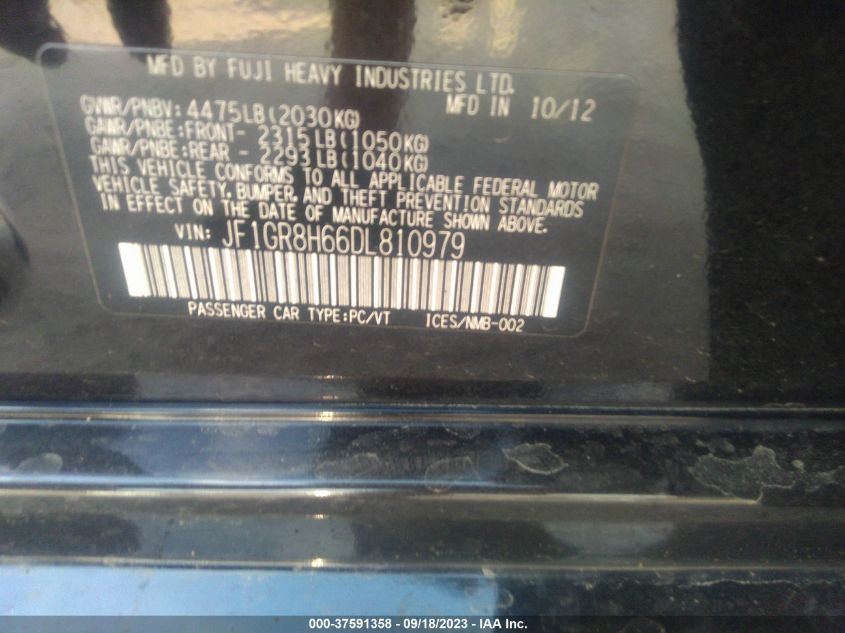 MFD BY FUJI HEAVY INDUSTRIES LTD.
MFD IN 10/12
GVWR/PNBV: 4475LB(2030KG)
GAWR/PNBE:FRONT- 2315LB(1050KG)
GAWR/PNBE:REAR - 2293LB(1040KG)
THIS VEHICLE CONFORMS TO ALL APPLICABLE FEDERAL MOTOR
VEHICLE SAFETY, BUMPER, AND THEFT PREVENTION STANDARDS
IN EFFECT ON THE DATE OF MANUFACTURE SHOWN ABOVE.
VIN: JF1GR8H66DL810979
PASSENGER CAR TYPE:PC/VT ICES/NMB-002
000-37591358 - 09/18/2023 - IAA Inc.